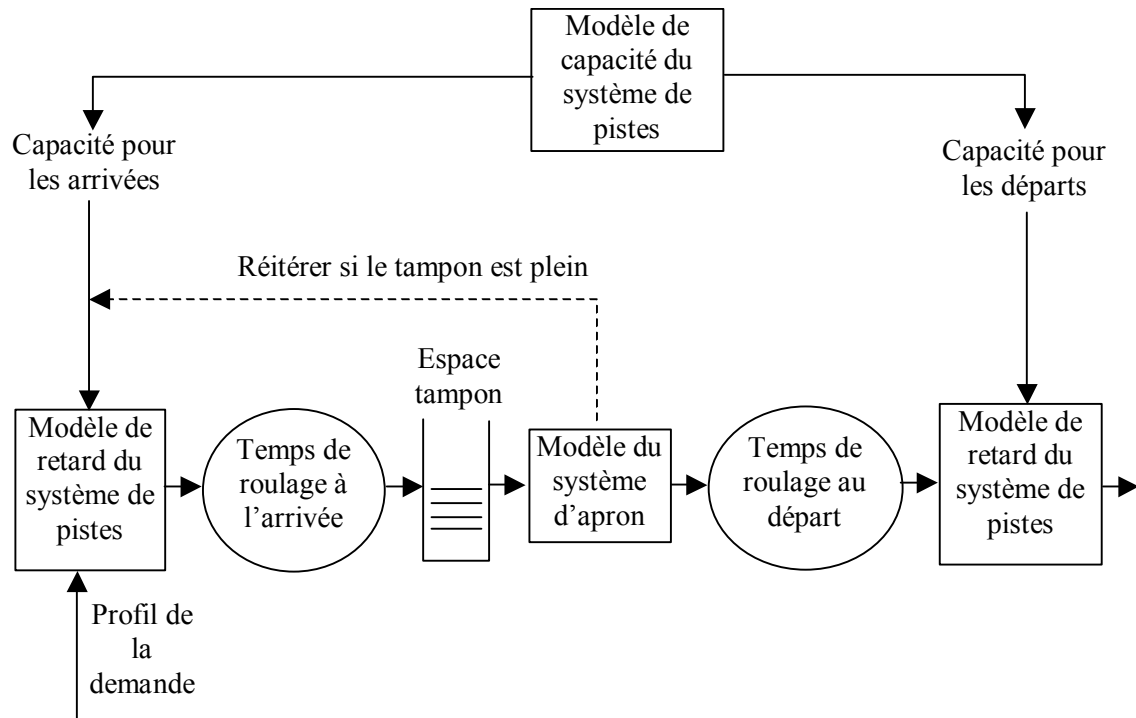 Modèle de
capacité du
système de
pistes
Capacité pour
les arrivées
Capacité pour
les départs
Réitérer si le tampon est plein
Espace
tampon
Modèle de
retard du
système de
pistes
Temps de
roulage à
l’arrivée
Modèle du
système
d’apron
Temps de
roulage au
départ
Modèle de
retard du
système de
pistes
Profil de
la
demande